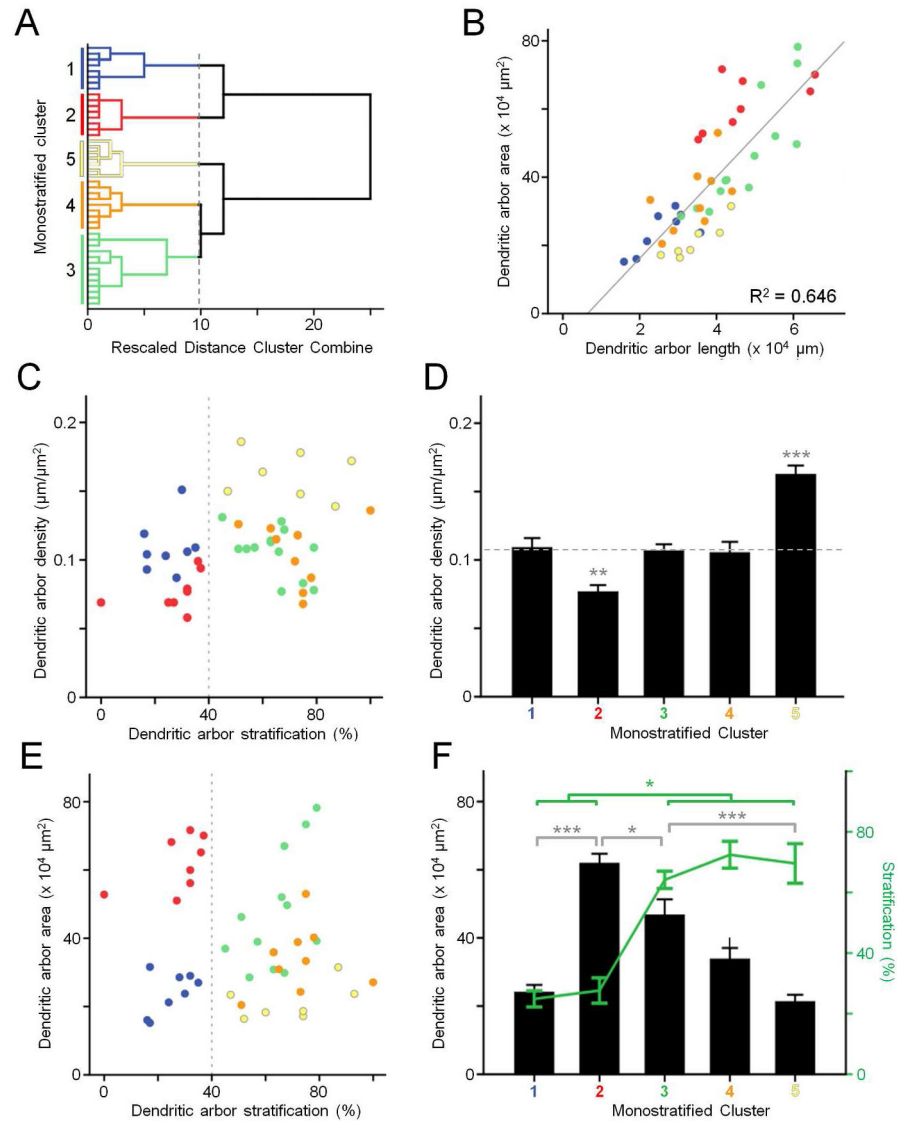 A
Monostratified cluster
1
2
5
4
3
0
10
20
Rescaled Distance Cluster Combine
B
Dendritic arbor area (x 10⁴ µm²)
80
40
0
R² = 0.646
0
2
4
6
Dendritic arbor length (x 10⁴ µm)
C
Dendritic arbor density (µm/µm²)
0.2
0.1
0
0
40
80
Dendritic arbor stratification (%)
D
Dendritic arbor density (µm/µm²)
0.2
0.1
0
**
***
1
2
3
4
5
Monostratified Cluster
E
Dendritic arbor area (x 10⁴ µm²)
80
40
0
0
40
80
Dendritic arbor stratification (%)
F
Dendritic arbor area (x 10⁴ µm²)
80
40
0
*
***
*
***
80
40
0
Stratification (%)
1
2
3
4
5
Monostratified Cluster